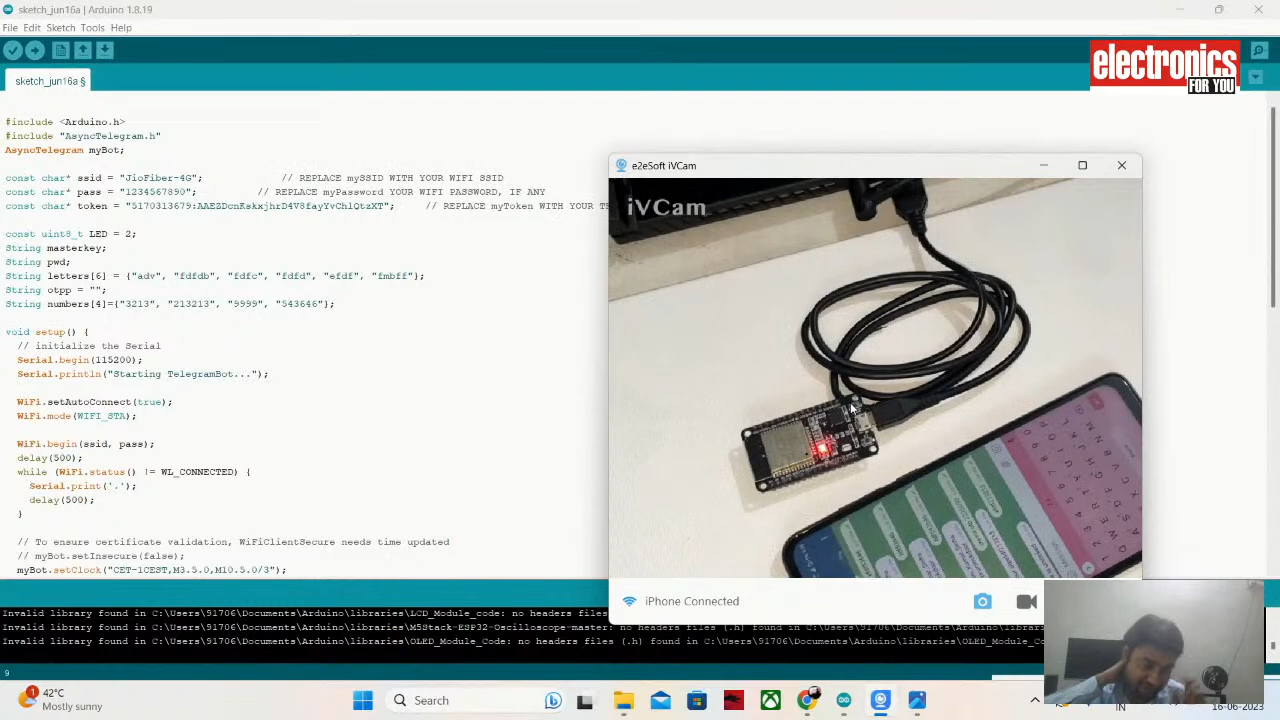 sketch_jun16a | Arduino 1.8.19
File Edit Sketch Tools Help
electronics
FOR YOU
sketch_jun16a §
#include <Arduino.h>
#include "AsyncTelegram.h"
AsyncTelegram myBot;
const char* ssid = "JioFiber-4G"; // REPLACE mySSID WITH YOUR WIFI SSID
const char* pass = "1234567890"; // REPLACE myPassword YOUR WIFI PASSWORD, IF ANY
const char* token = "5170313679:AAEZDcnKskxjhrD4V8fayYvChlQtzXT"; // REPLACE myToken WITH YOUR
const uint8_t LED = 2;
String masterkey;
String pwd;
String letters[6] = {"adv", "fdfdb", "fdfc", "fdfd", "efdf", "fmbff"};
String otpp = "";
String numbers[4]={"3213", "213213", "9999", "543646"};
void setup() {
// initialize the Serial
Serial.begin(115200);
Serial.println("Starting TelegramBot...");
WiFi.setAutoConnect(true);
WiFi.mode(WIFI_STA);
WiFi.begin(ssid, pass);
delay(500);
while (WiFi.status() != WL_CONNECTED) {
Serial.print('.');
delay(500);
}
// To ensure certificate validation, WiFiClientSecure needs time updated
// myBot.setInsecure(false);
myBot.setClock("CET-1CEST,M3.5.0,M10.5.0/3");
e2eSoft iVCam
iVCam
iPhone Connected
Invalid library found in C:\Users\91706\Documents\Arduino\libraries\LCD_Module_code: no headers files
Invalid library found in C:\Users\91706\Documents\Arduino\libraries\M5Stack-ESP32-Oscilloscope-master: no headers files (.h) found in C:\Users\91706\Documents\Arduino\
Invalid library found in C:\Users\91706\Documents\Arduino\libraries\OLED_Module_Code: no headers files (.h) found in C:\Users\91706\Documents\Arduino\libraries\OLED_Module_Co
9
1
42°C
Mostly sunny
Search
IN
16-06-2023